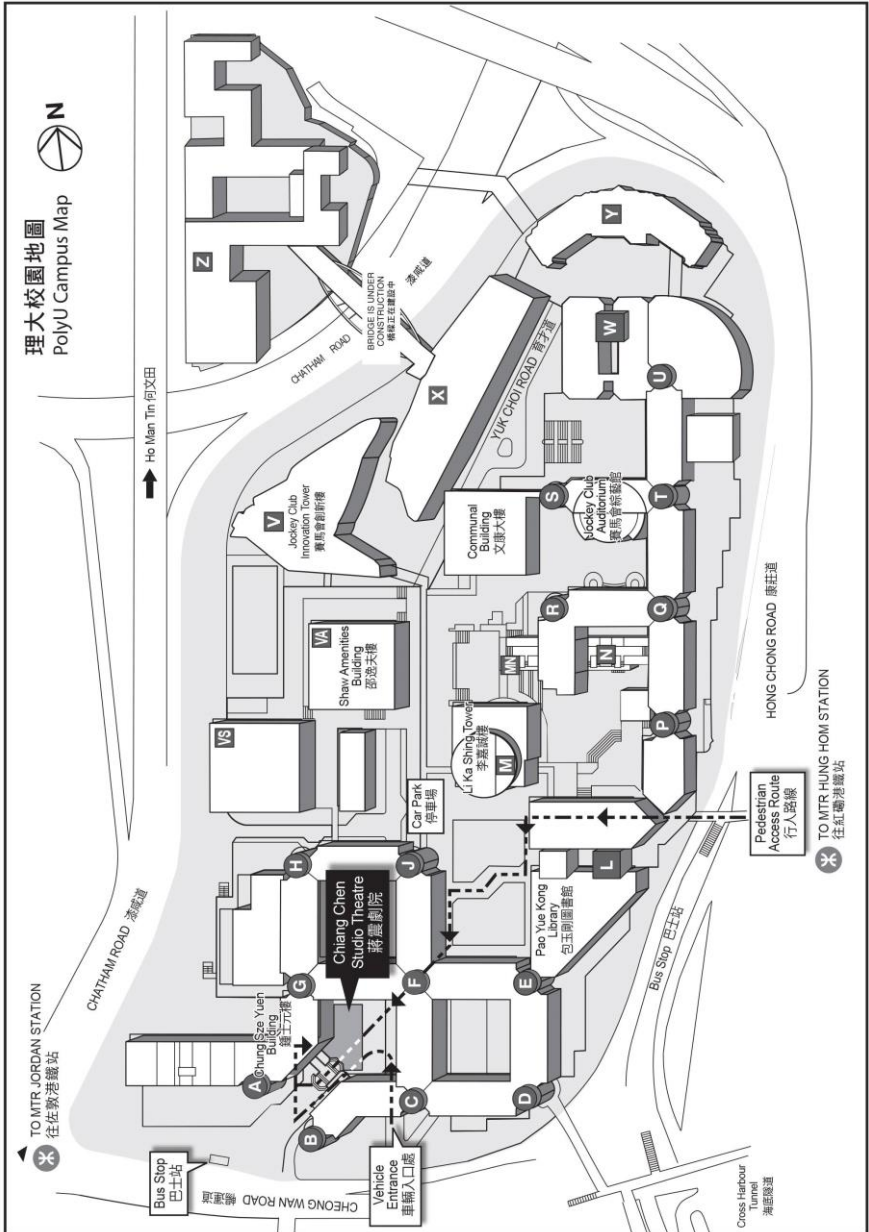 理大校園地圖
PolyU Campus Map
N
Z
Ho Man Tin 何文田
CHATHAM ROAD 漆咸道
BRIDGE IS UNDER
CONSTRUCTION
橋樑正在建設中
V
Jockey Club
Innovation Tower
賽馬會創新樓
X
YUK CHOI ROAD 育才道
Y
W
U
VA
Shaw Amenities
Building
邵逸夫樓
VS
Communal
Building
文康大樓
S
Jockey Club
Auditorium
賽馬會綜藝館
T
R
Q
MN
N
Li Ka Shing Tower
李嘉誠樓
M
P
HONG CHONG ROAD 康莊道
Car Park
停車場
H
J
Chiang Chen
Studio Theatre
蔣震劇院
G
F
Pao Yue Kong
Library
包玉剛圖書館
L
E
Pedestrian
Access Route
行人路線
TO MTR HUNG HOM STATION
往紅磡港鐵站
Bus Stop 巴士站
CHATHAM ROAD 漆咸道
TO MTR JORDAN STATION
往佐敦港鐵站
Chung Sze Yuen
Building
鍾士元樓
A
B
C
D
Bus Stop
巴士站
CHEONG WAN ROAD 暢運道
Vehicle
Entrance
車輛入口處
Cross Harbour
Tunnel
海底隧道